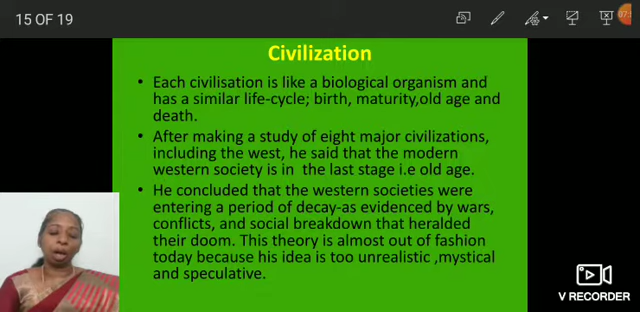 15 OF 19
Civilization
• Each civilisation is like a biological organism and
has a similar life-cycle; birth, maturity,old age and
death.
• After making a study of eight major civilizations,
including the west, he said that the modern
western society is in the last stage i.e old age.
• He concluded that the western societies were
entering a period of decay-as evidenced by wars,
conflicts, and social breakdown that heralded
their doom. This theory is almost out of fashion
today because his idea is too unrealistic ,mystical
and speculative.
V RECORDER